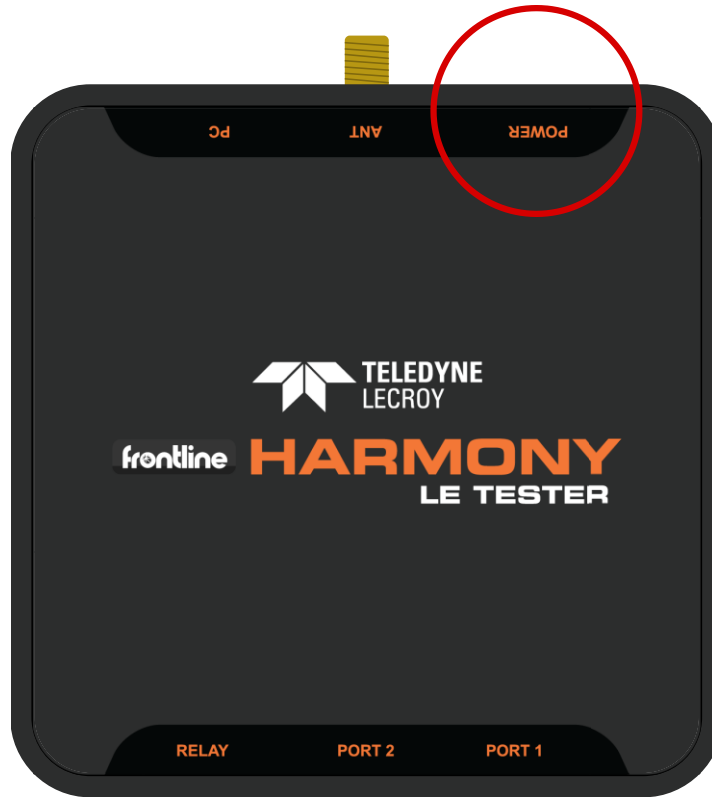 PC ANT POWER
TELEDYNE
LECROY
frontline HARMONY
LE TESTER
RELAY PORT 2 PORT 1